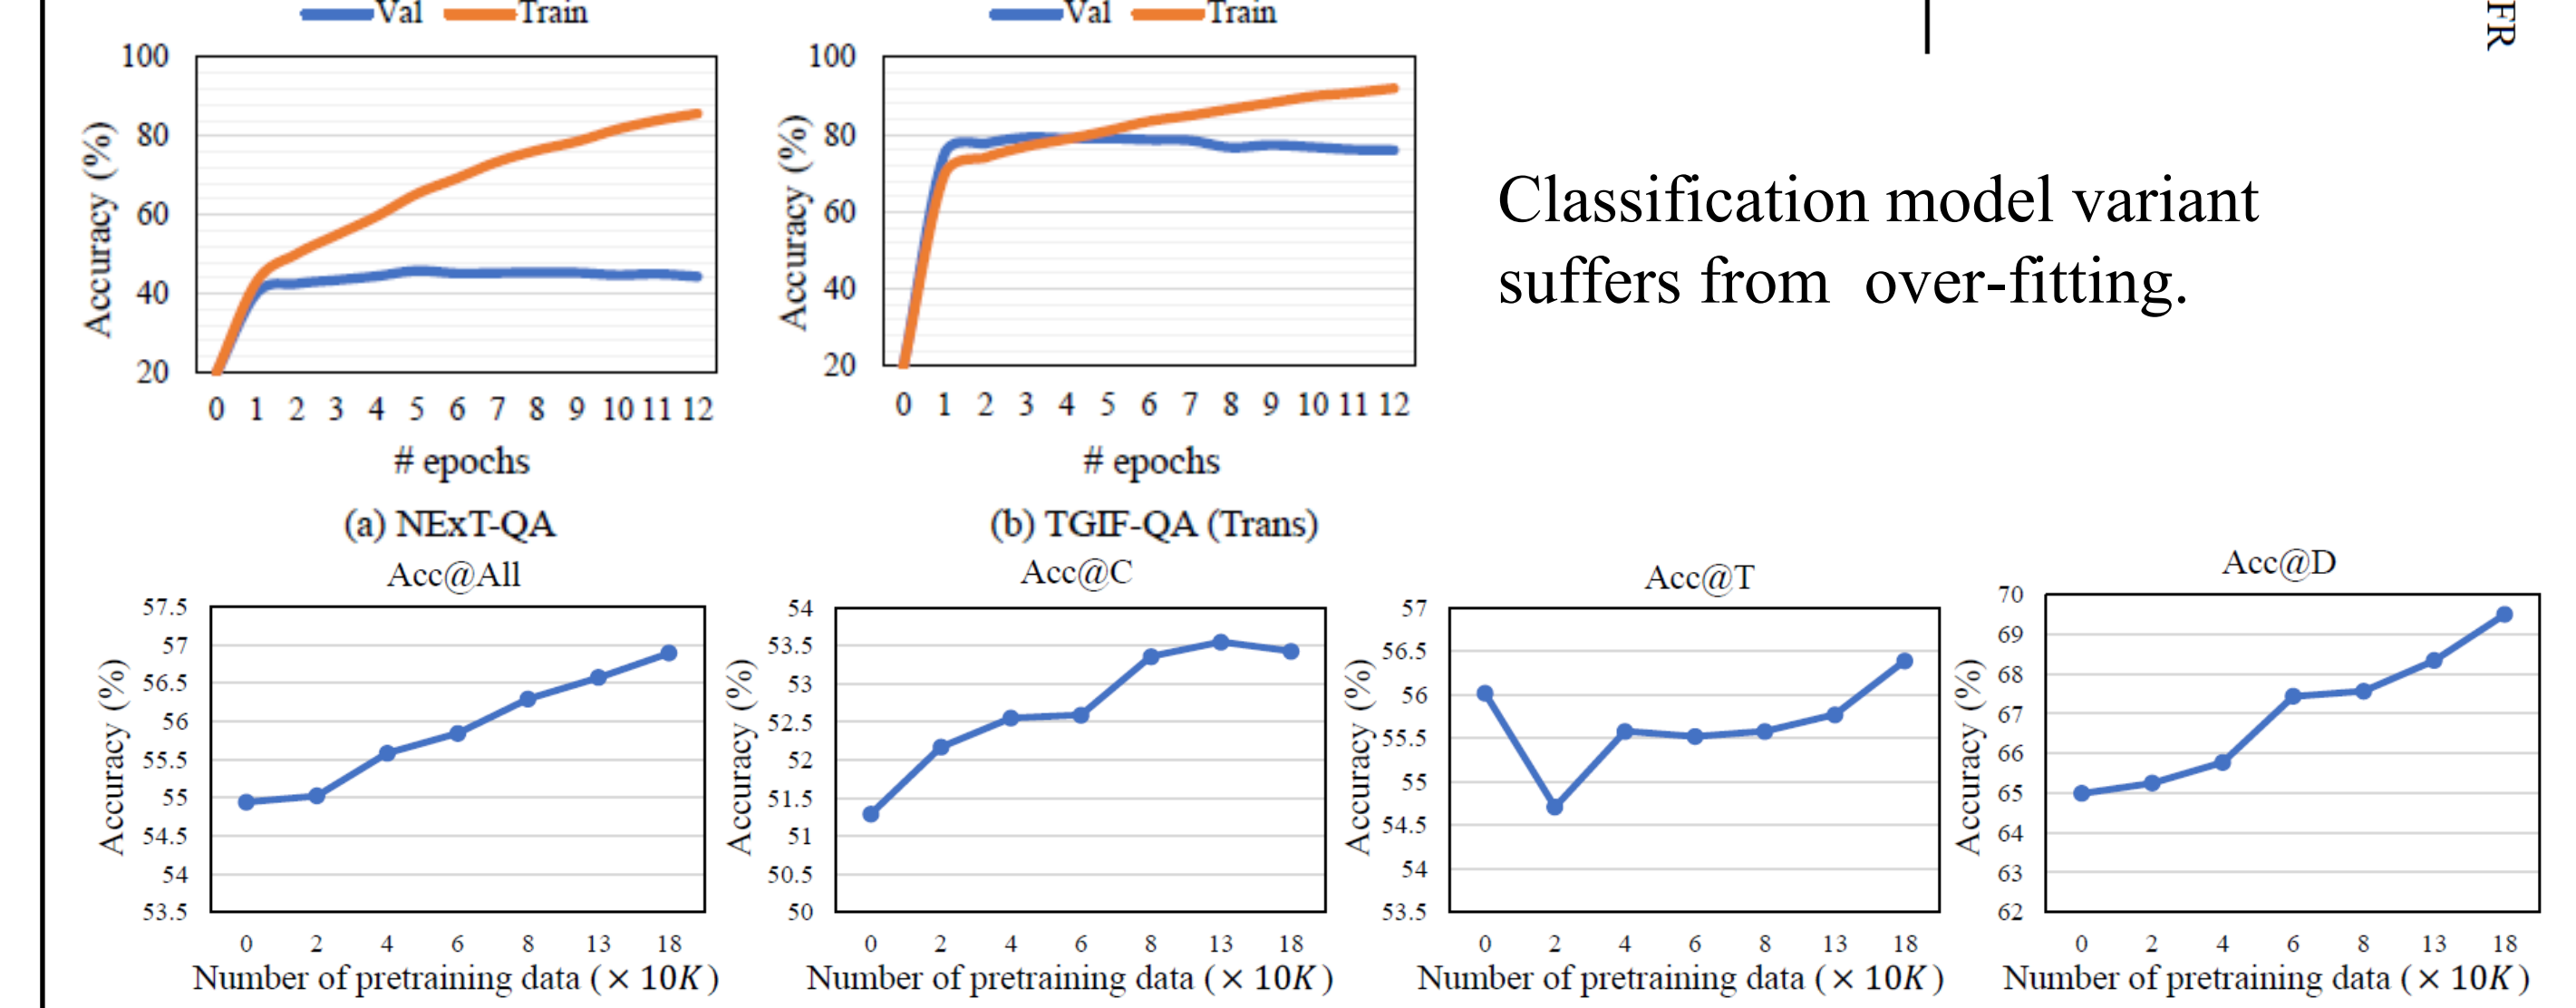 Val Train
100
80
60
40
20
Accuracy (%)
0 1 2 3 4 5 6 7 8 9 10 11 12
# epochs
(a) NExT-QA
Val Train
100
80
60
40
20
Accuracy (%)
0 1 2 3 4 5 6 7 8 9 10 11 12
# epochs
(b) TGIF-QA (Trans)
FR
Classification model variant
suffers from over-fitting.
Acc@All
57.5
57
56.5
56
55.5
55
54.5
54
53.5
Accuracy (%)
0 2 4 6 8 13 18
Number of pretraining data (× 10K)
Acc@C
54
53.5
53
52.5
52
51.5
51
50.5
50
Accuracy (%)
0 2 4 6 8 13 18
Number of pretraining data (× 10K)
Acc@T
57
56.5
56
55.5
55
54.5
54
53.5
Accuracy (%)
0 2 4 6 8 13 18
Number of pretraining data (× 10K)
Acc@D
70
69
68
67
66
65
64
63
62
Accuracy (%)
0 2 4 6 8 13 18
Number of pretraining data (× 10K)